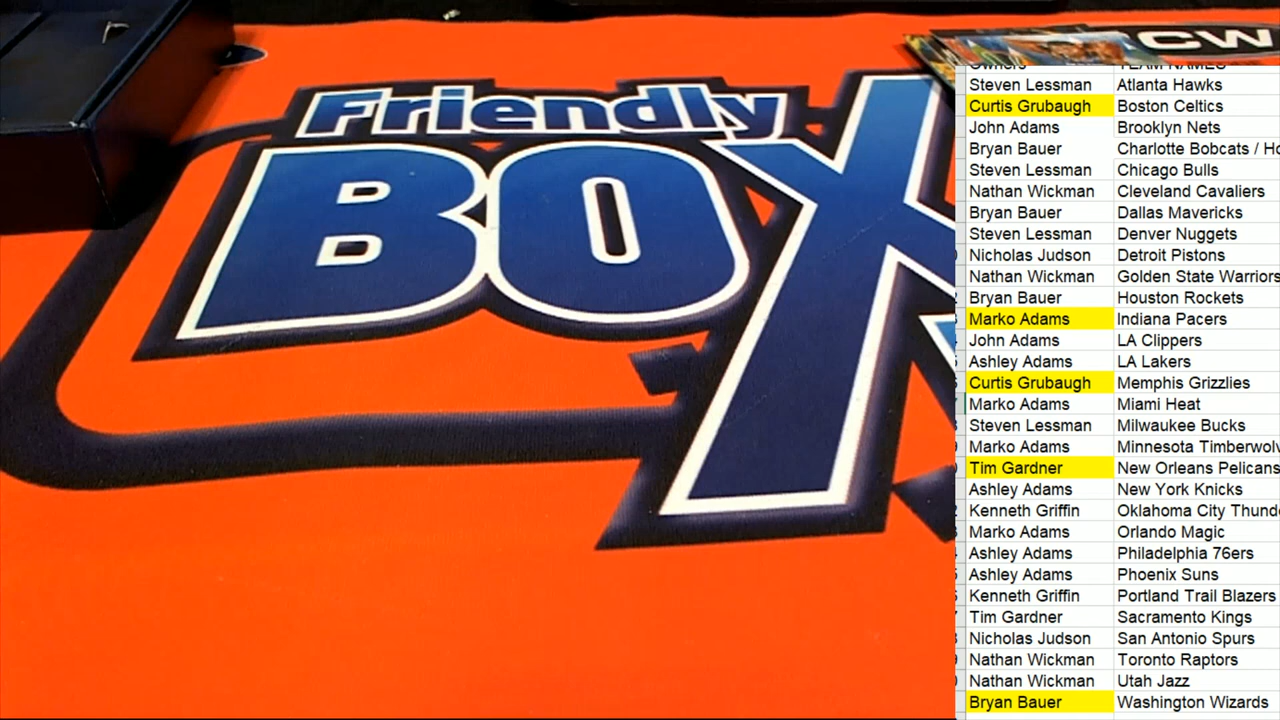 Friendly
BOX
CW
Owners TEAM NAMES
Steven Lessman Atlanta Hawks
Curtis Grubaugh Boston Celtics
John Adams Brooklyn Nets
Bryan Bauer Charlotte Bobcats / Ho
Steven Lessman Chicago Bulls
Nathan Wickman Cleveland Cavaliers
Bryan Bauer Dallas Mavericks
Steven Lessman Denver Nuggets
Nicholas Judson Detroit Pistons
Nathan Wickman Golden State Warriors
Bryan Bauer Houston Rockets
Marko Adams Indiana Pacers
John Adams LA Clippers
Ashley Adams LA Lakers
Curtis Grubaugh Memphis Grizzlies
Marko Adams Miami Heat
Steven Lessman Milwaukee Bucks
Marko Adams Minnesota Timberwolv
Tim Gardner New Orleans Pelicans
Ashley Adams New York Knicks
Kenneth Griffin Oklahoma City Thunde
Marko Adams Orlando Magic
Ashley Adams Philadelphia 76ers
Ashley Adams Phoenix Suns
Kenneth Griffin Portland Trail Blazers
Tim Gardner Sacramento Kings
Nicholas Judson San Antonio Spurs
Nathan Wickman Toronto Raptors
Nathan Wickman Utah Jazz
Bryan Bauer Washington Wizards